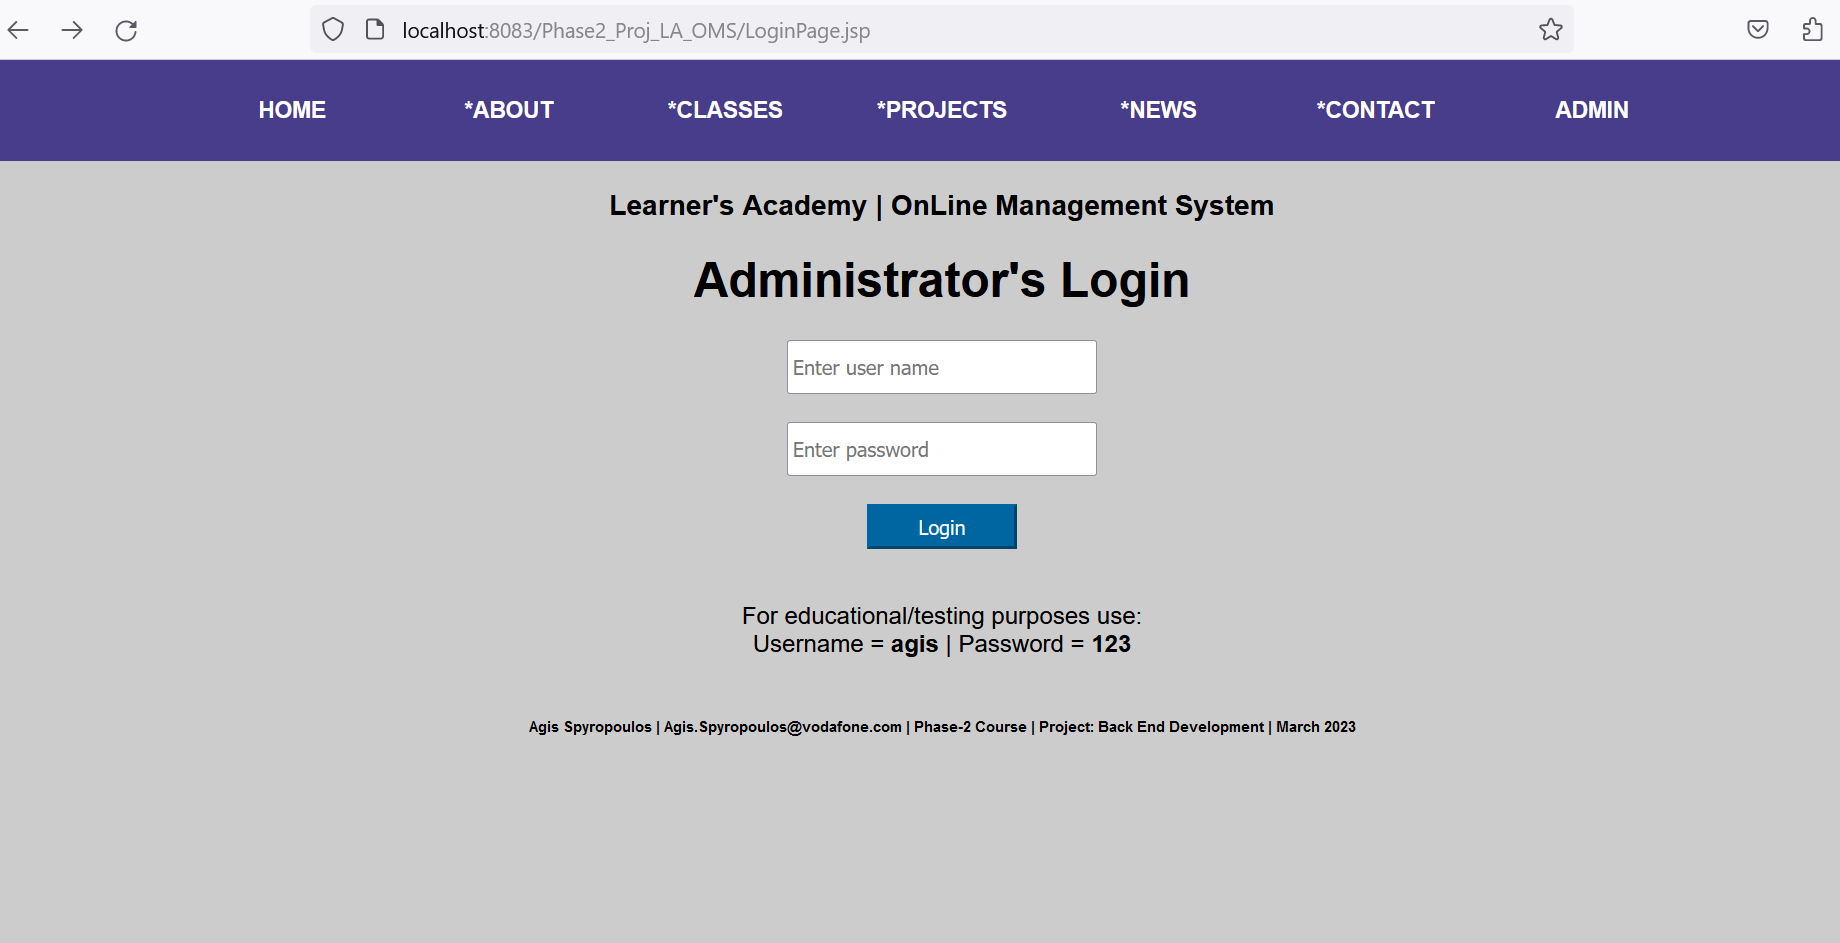 localhost:8083/Phase2_Proj_LA_OMS/LoginPage.jsp
HOME *ABOUT *CLASSES *PROJECTS *NEWS *CONTACT ADMIN
Learner's Academy | OnLine Management System
Administrator's Login
Enter user name
Enter password
Login
For educational/testing purposes use:
Username = agis | Password = 123
Agis Spyropoulos | Agis.Spyropoulos@vodafone.com | Phase-2 Course | Project: Back End Development | March 2023